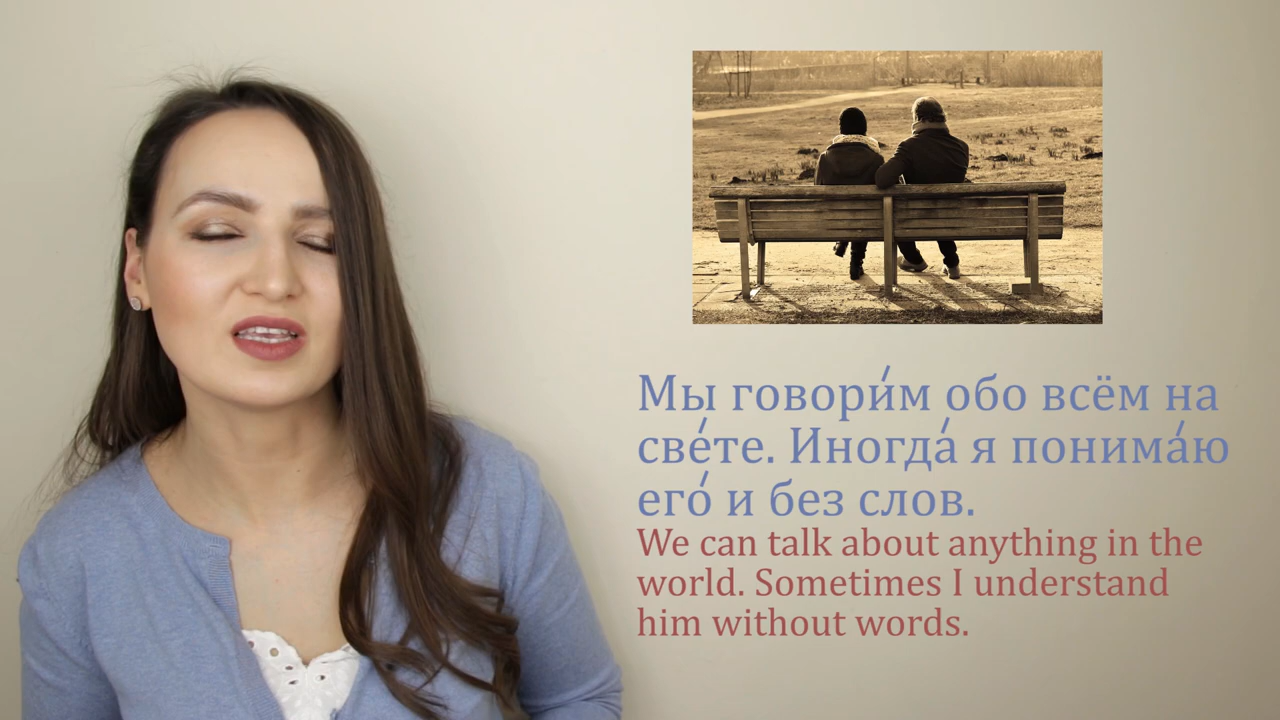 Мы говори́м обо всём на
све́те. Иногда́ я понима́ю
его́ и без слов.
We can talk about anything in the
world. Sometimes I understand
him without words.